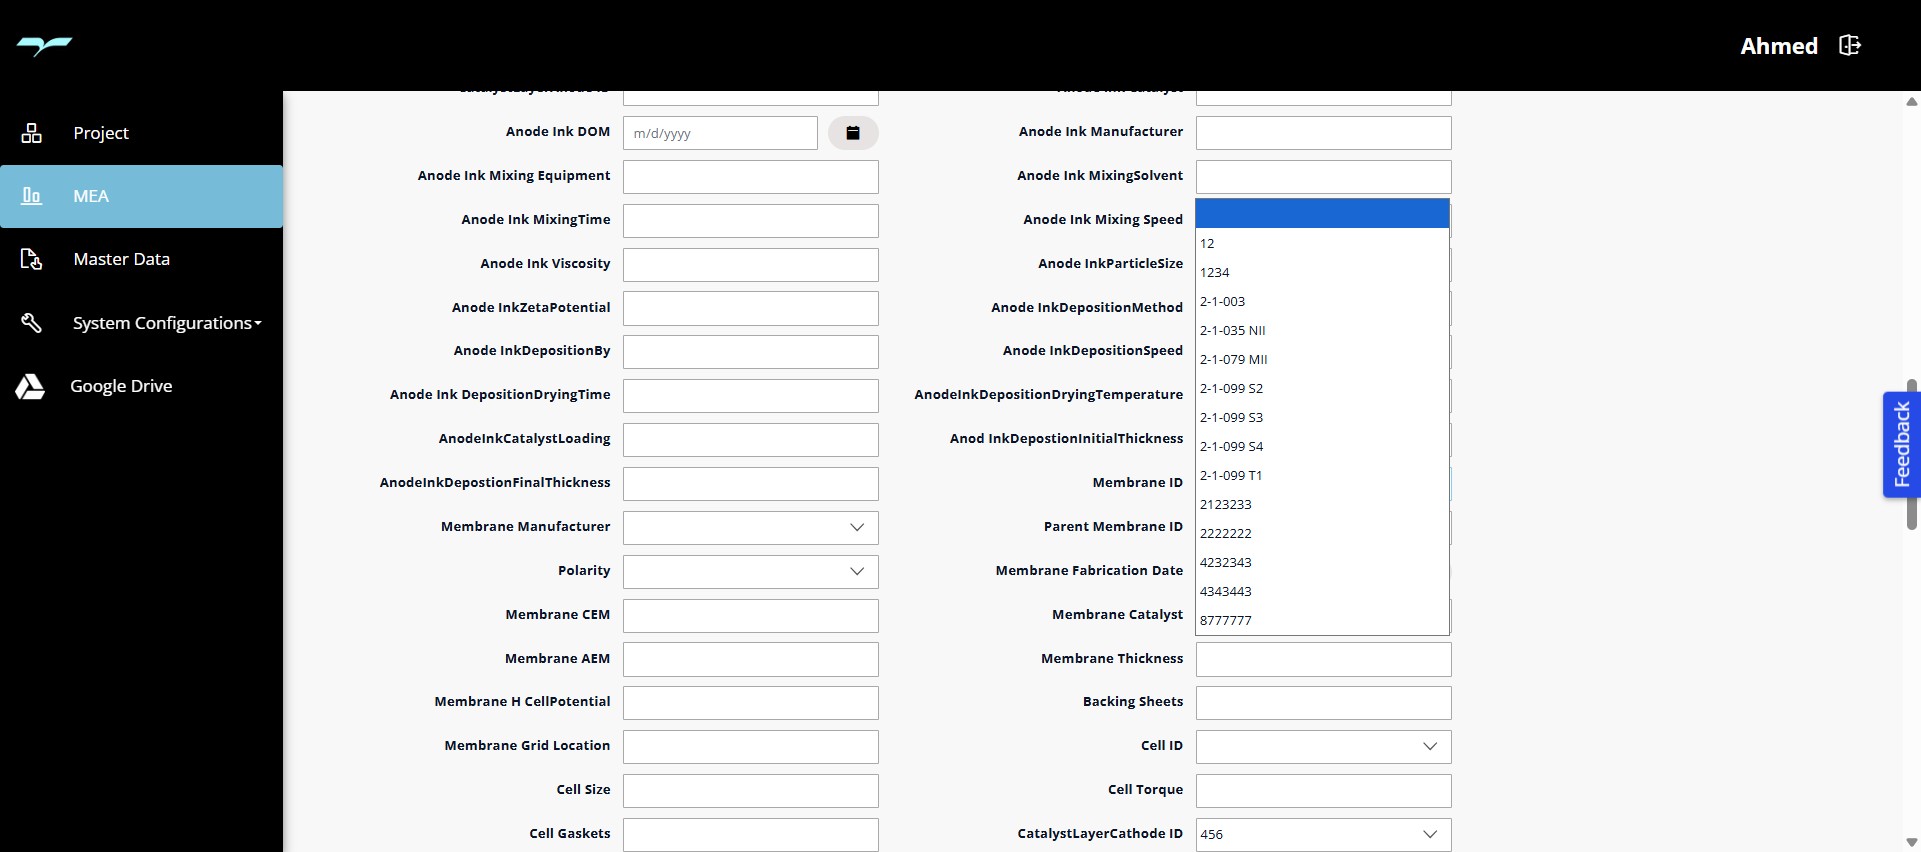 Ahmed
Project
MEA
Master Data
System Configurations
Google Drive
Anode Ink DOM
m/d/yyyy
Anode Ink Manufacturer
Anode Ink Mixing Equipment
Anode Ink MixingSolvent
Anode Ink MixingTime
Anode Ink Mixing Speed
Anode Ink Viscosity
Anode InkParticleSize
Anode InkZetaPotential
Anode InkDepositionMethod
Anode InkDepositionBy
Anode InkDepositionSpeed
Anode Ink DepositionDryingTime
AnodeInkDepositionDryingTemperature
AnodeInkCatalystLoading
Anod InkDepostionInitialThickness
AnodeInkDepostionFinalThickness
Membrane ID
Membrane Manufacturer
Parent Membrane ID
Polarity
Membrane Fabrication Date
Membrane CEM
Membrane Catalyst
Membrane AEM
Membrane Thickness
Membrane H CellPotential
Backing Sheets
Membrane Grid Location
Cell ID
Cell Size
Cell Torque
Cell Gaskets
CatalystLayerCathode ID
456
12
1234
2-1-003
2-1-035 NII
2-1-079 MII
2-1-099 S2
2-1-099 S3
2-1-099 S4
2-1-099 T1
2123233
2222222
4232343
4343443
8777777
Feedback